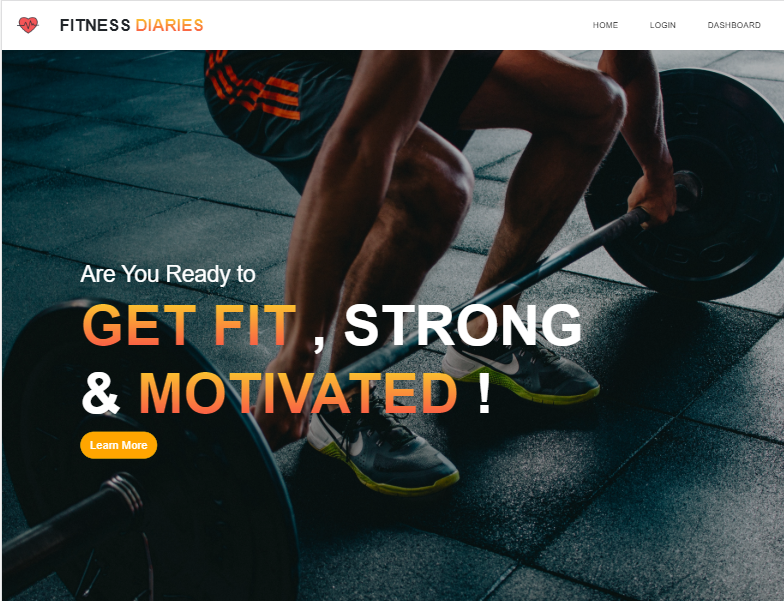 FITNESS DIARIES
HOME LOGIN DASHBOARD
Are You Ready to
GET FIT , STRONG
& MOTIVATED !
Learn More